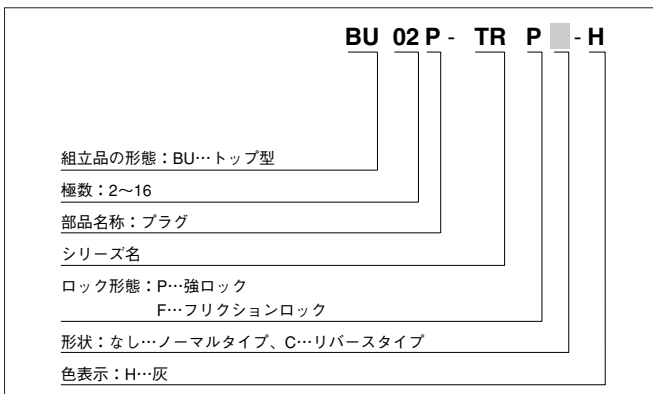 BU 02 P - TR P - H
組立品の形態：BU…トップ型
極数：2～16
部品名称：プラグ
シリーズ名
ロック形態：P…強ロック
F…フリクションロック
形状：なし…ノーマルタイプ、C…リバースタイプ
色表示：H…灰